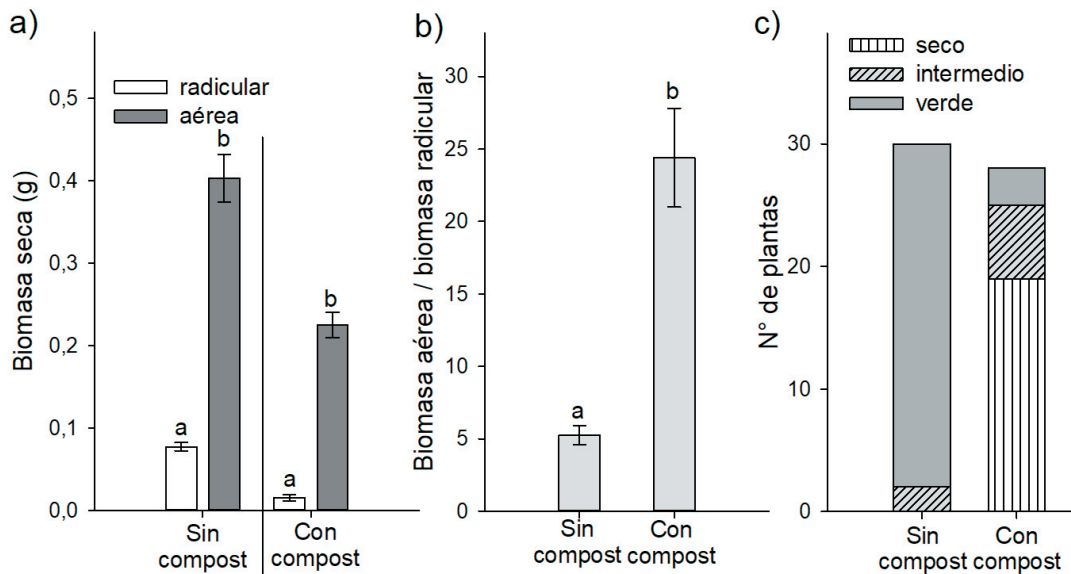 a)
radicular
aérea
Biomasa seca (g)
0,5
0,4
0,3
0,2
0,1
0,0
a
b
a
b
Sin
compost
Con
compost
b)
Biomasa aérea / biomasa radicular
30
25
20
15
10
5
0
a
b
Sin
compost
Con
compost
c)
seco
intermedio
verde
N° de plantas
30
20
10
0
Sin
compost
Con
compost